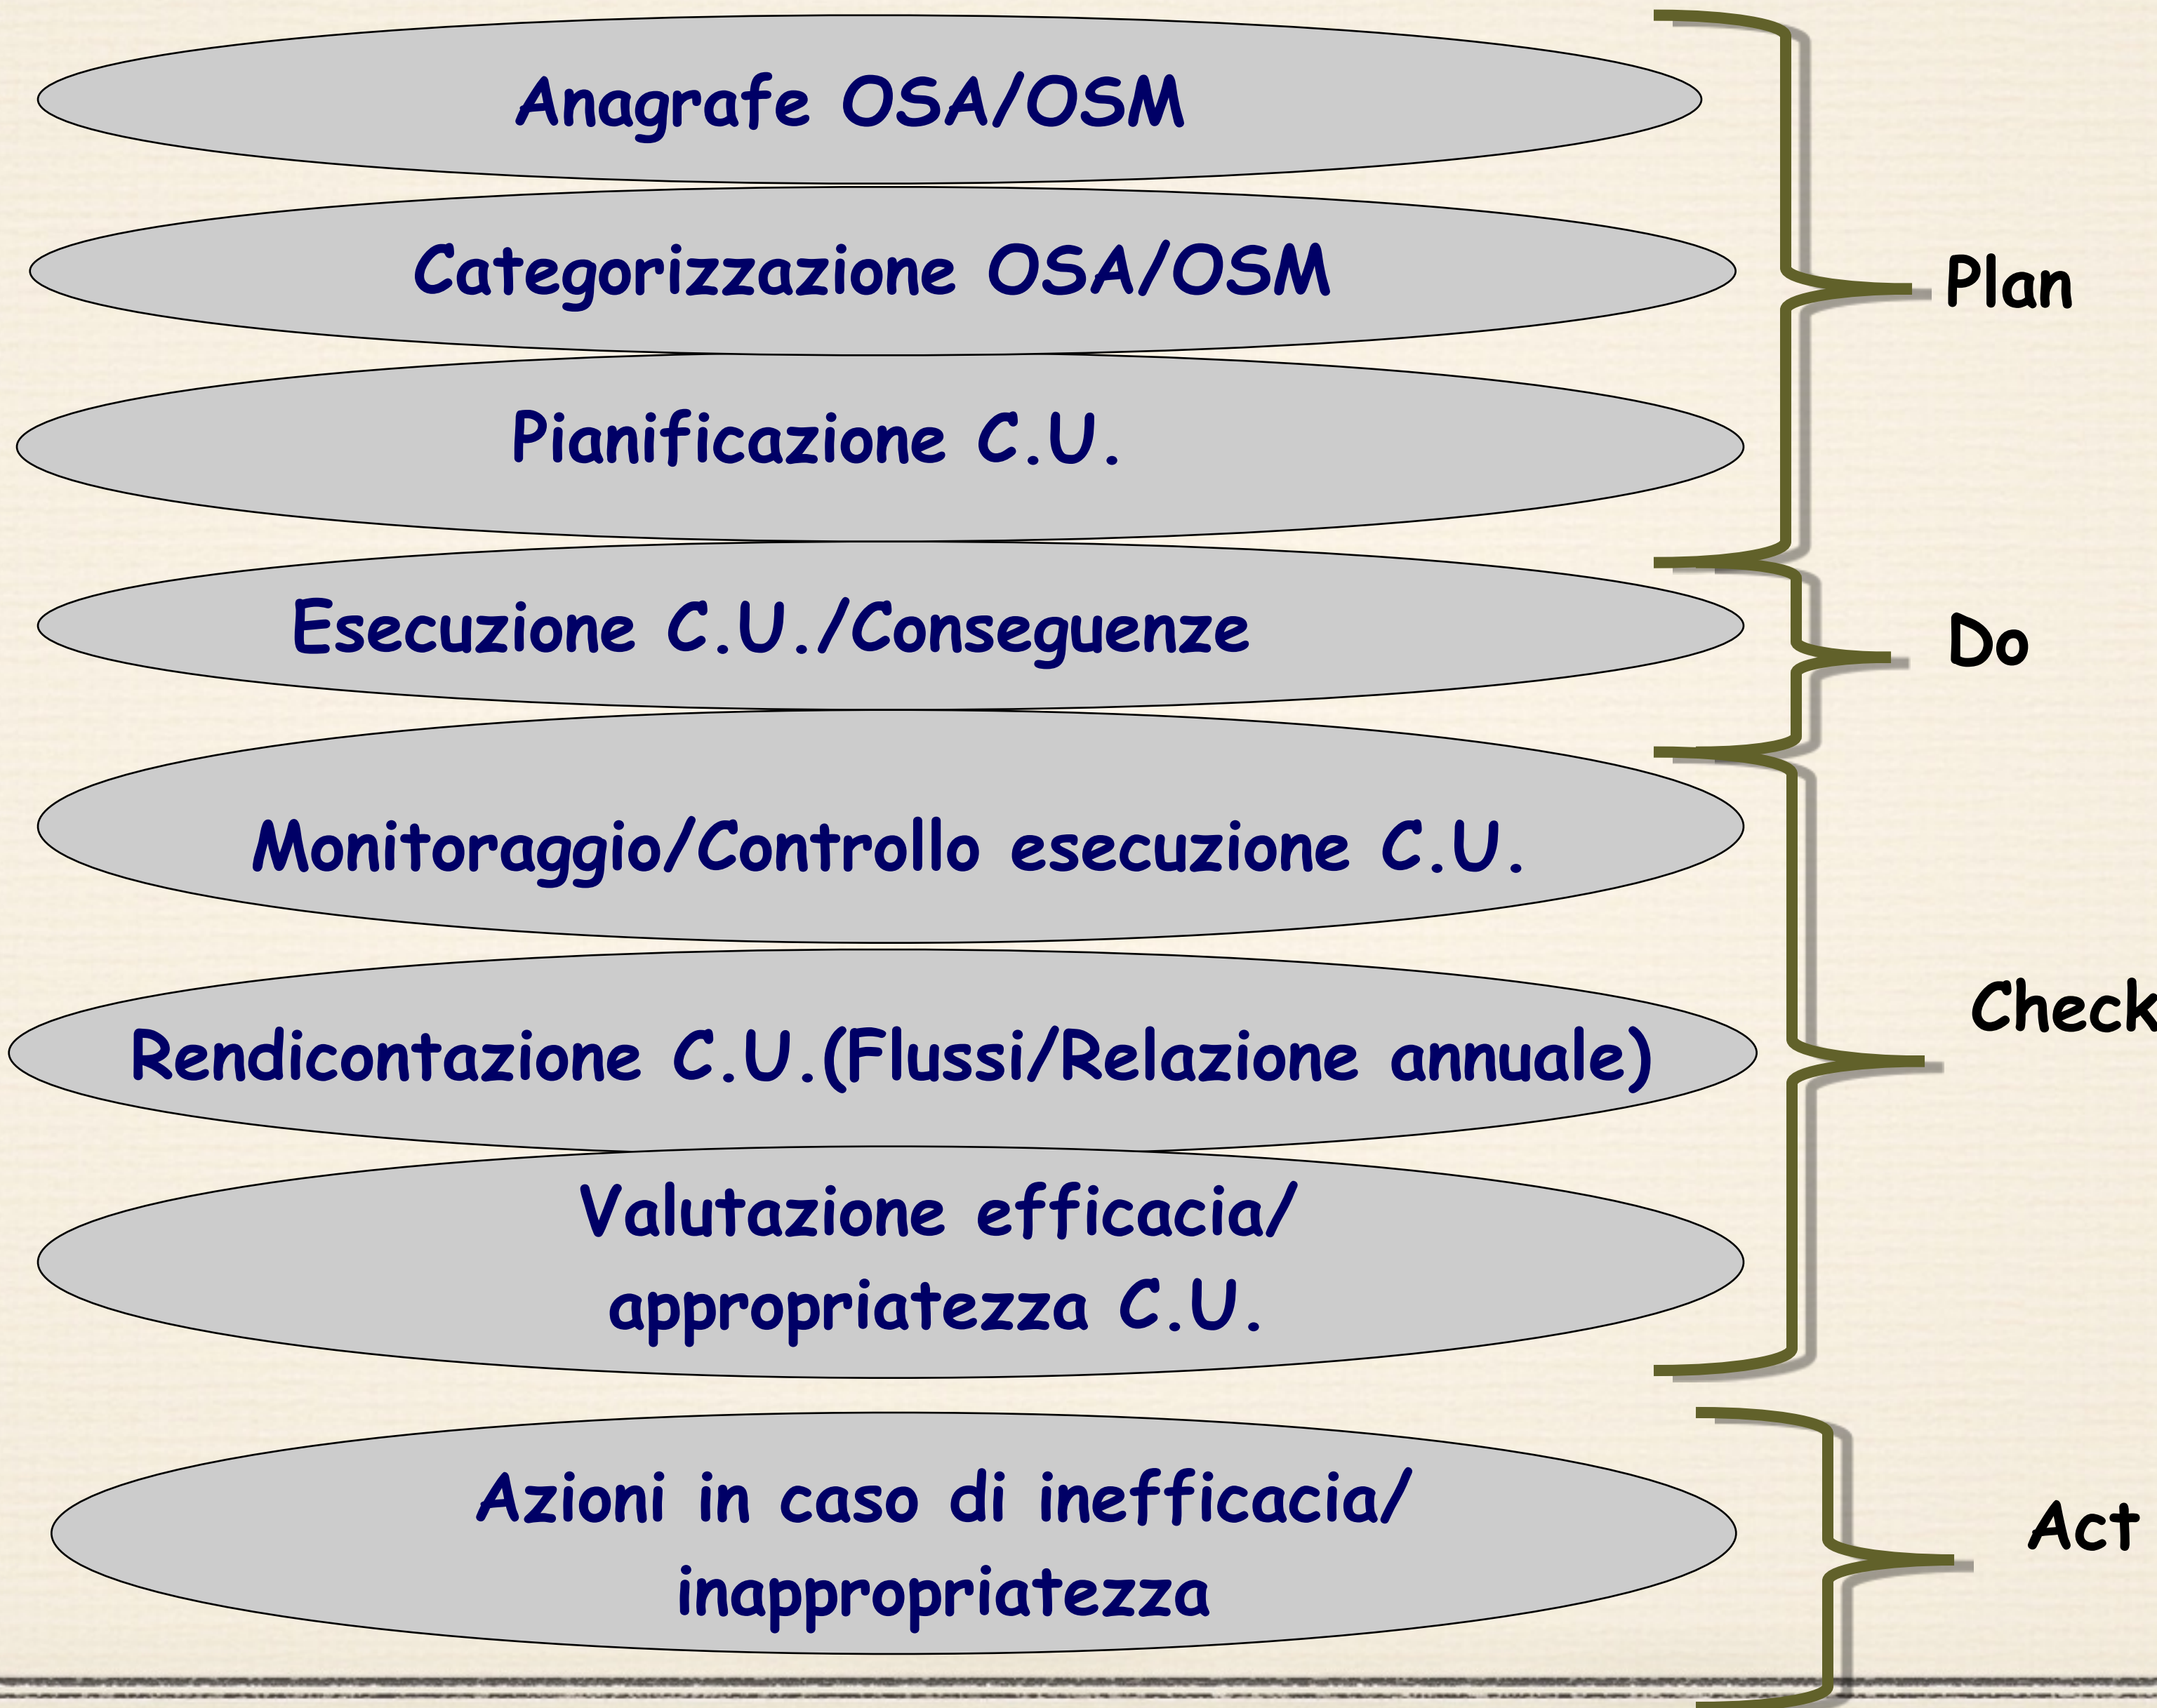 Anagrafe OSA/OSM
Categorizzazione OSA/OSM
Plan
Pianificazione C.U.
Esecuzione C.U./Conseguenze
Do
Monitoraggio/Controllo esecuzione C.U.
Check
Rendicontazione C.U.(Flussi/Relazione annuale)
Valutazione efficacia/
appropriatezza C.U.
Azioni in caso di inefficacia/
inappropriatezza
Act